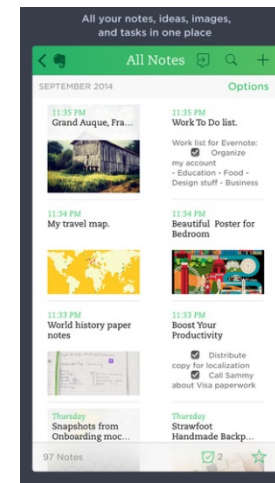 All your notes, ideas, images,
and tasks in one place
All Notes
SEPTEMBER 2014
Options
11:35 PM
Grand Auque, Fra...
11:35 PM
Work To Do list.
Work list for Evernote:
Organize
my account
- Education - Food -
Design stuff - Business
11:34 PM
My travel map.
11:34 PM
Beautiful Poster for
Bedroom
11:33 PM
World history paper
notes
11:33 PM
Boost Your
Productivity
Distribute
copy for localization
Call Sammy
about Visa paperwork
Thursday
Snapshots from
Onboarding moc...
Thursday
Strawfoot
Handmade Backp...
97 Notes
2